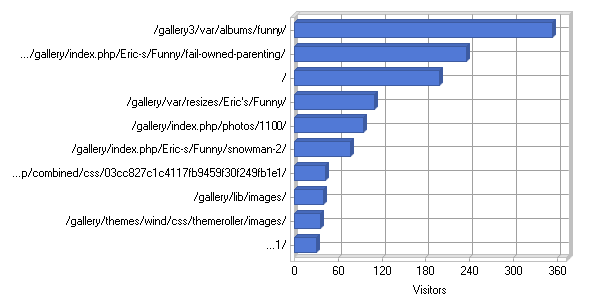 /gallery3/var/albums/funny/
.../gallery/index.php/Eric-s/Funny/fail-owned-parenting/
/
/gallery/var/resizes/Eric's/Funny/
/gallery/index.php/photos/1100/
/gallery/index.php/Eric-s/Funny/snowman-2/
...p/combined/css/03cc827c1c4117fb9459f30f249fb1e1/
/gallery/lib/images/
/gallery/themes/wind/css/themeroller/images/
...1/
0 60 120 180 240 300 360
Visitors